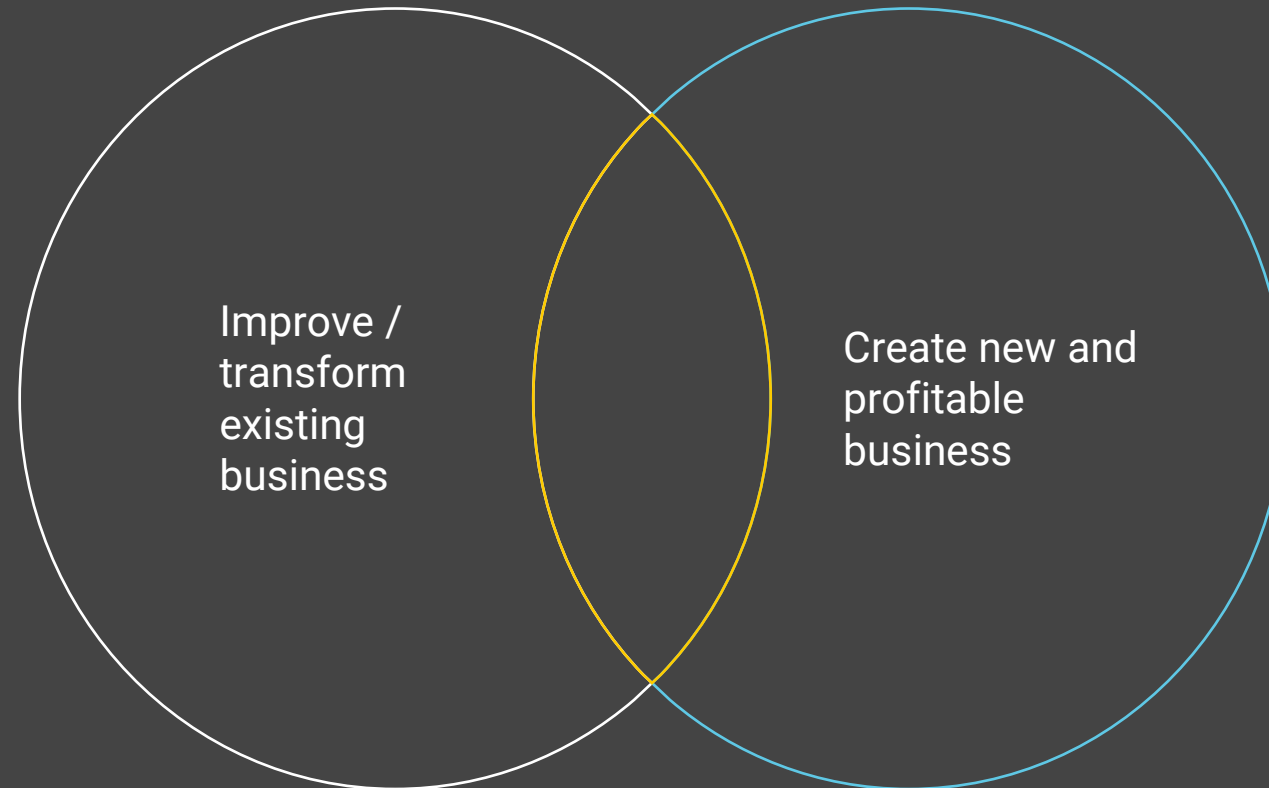 Improve /
transform
existing
business
Create new and
profitable
business